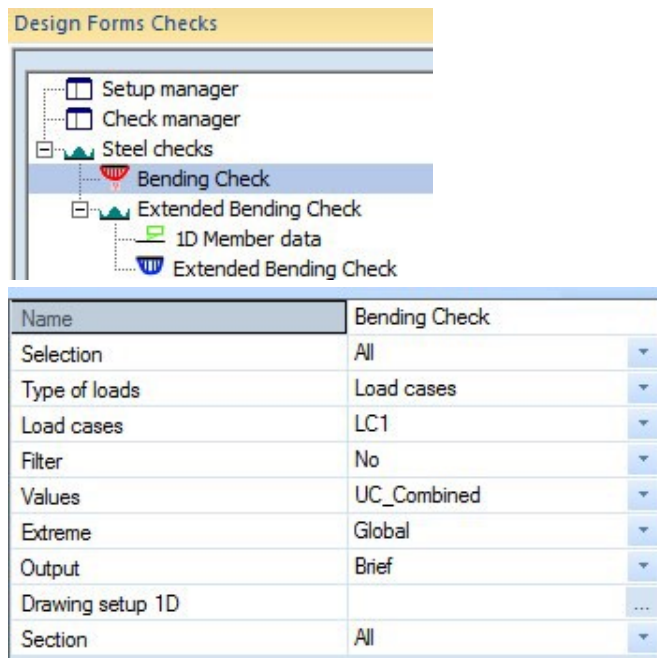 Design Forms Checks
Setup manager
Check manager
Steel checks
Bending Check
Extended Bending Check
1D Member data
Extended Bending Check
Name Bending Check
Selection All
Type of loads Load cases
Load cases LC1
Filter No
Values UC_Combined
Extreme Global
Output Brief
Drawing setup 1D ...
Section All